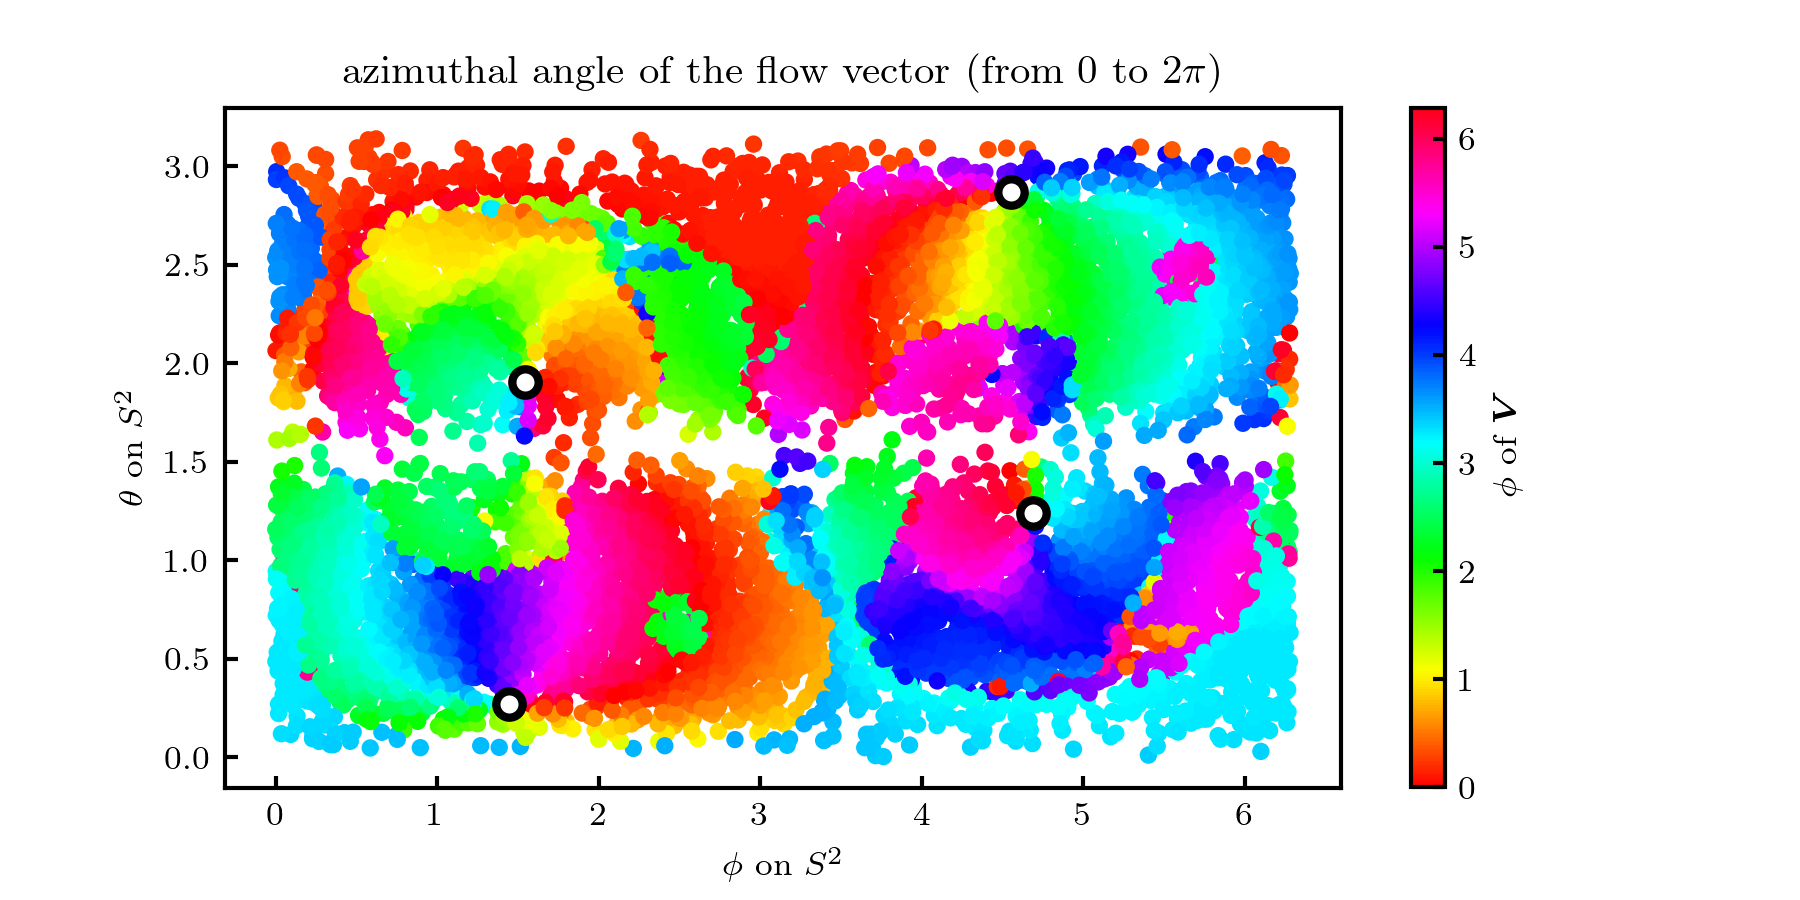 azimuthal angle of the flow vector (from 0 to 2π)
3.0
2.5
2.0
1.5
1.0
0.5
0.0
θ on S²
0 1 2 3 4 5 6
ϕ on S²
6
5
4
3
2
1
0
ϕ of V